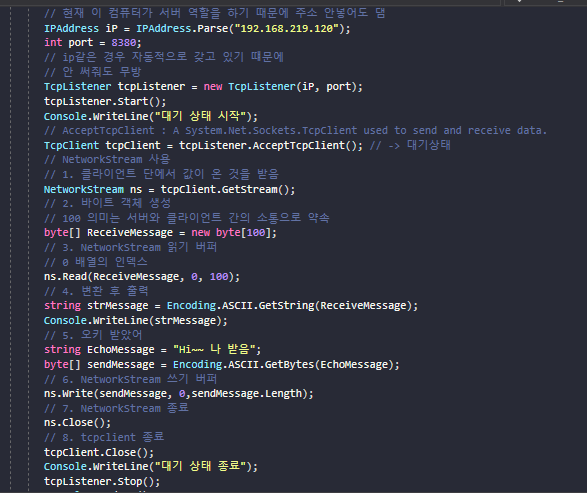 // 현재 이 컴퓨터가 서버 역할을 하기 때문에 주소 안넣어도 댐
IPAddress iP = IPAddress.Parse("192.168.219.120");
int port = 8380;
// ip같은 경우 자동적으로 갖고 있기 때문에
// 안 써줘도 무방
TcpListener tcpListener = new TcpListener(iP, port);
tcpListener.Start();
Console.WriteLine("대기 상태 시작");
// AcceptTcpClient : A System.Net.Sockets.TcpClient used to send and receive data.
TcpClient tcpClient = tcpListener.AcceptTcpClient(); // -> 대기상태
// NetworkStream 사용
// 1. 클라이언트 단에서 값이 온 것을 받음
NetworkStream ns = tcpClient.GetStream();
// 2. 바이트 객체 생성
// 100 의미는 서버와 클라이언트 간의 소통으로 약속
byte[] ReceiveMessage = new byte[100];
// 3. NetworkStream 읽기 버퍼
// 0 배열의 인덱스
ns.Read(ReceiveMessage, 0, 100);
// 4. 변환 후 출력
string strMessage = Encoding.ASCII.GetString(ReceiveMessage);
Console.WriteLine(strMessage);
// 5. 오키 받았어
string EchoMessage = "Hi~~ 나 받음";
byte[] sendMessage = Encoding.ASCII.GetBytes(EchoMessage);
// 6. NetworkStream 쓰기 버퍼
ns.Write(sendMessage, 0,sendMessage.Length);
// 7. NetworkStream 종료
ns.Close();
// 8. tcpclient 종료
tcpClient.Close();
Console.WriteLine("대기 상태 종료");
tcpListener.Stop();